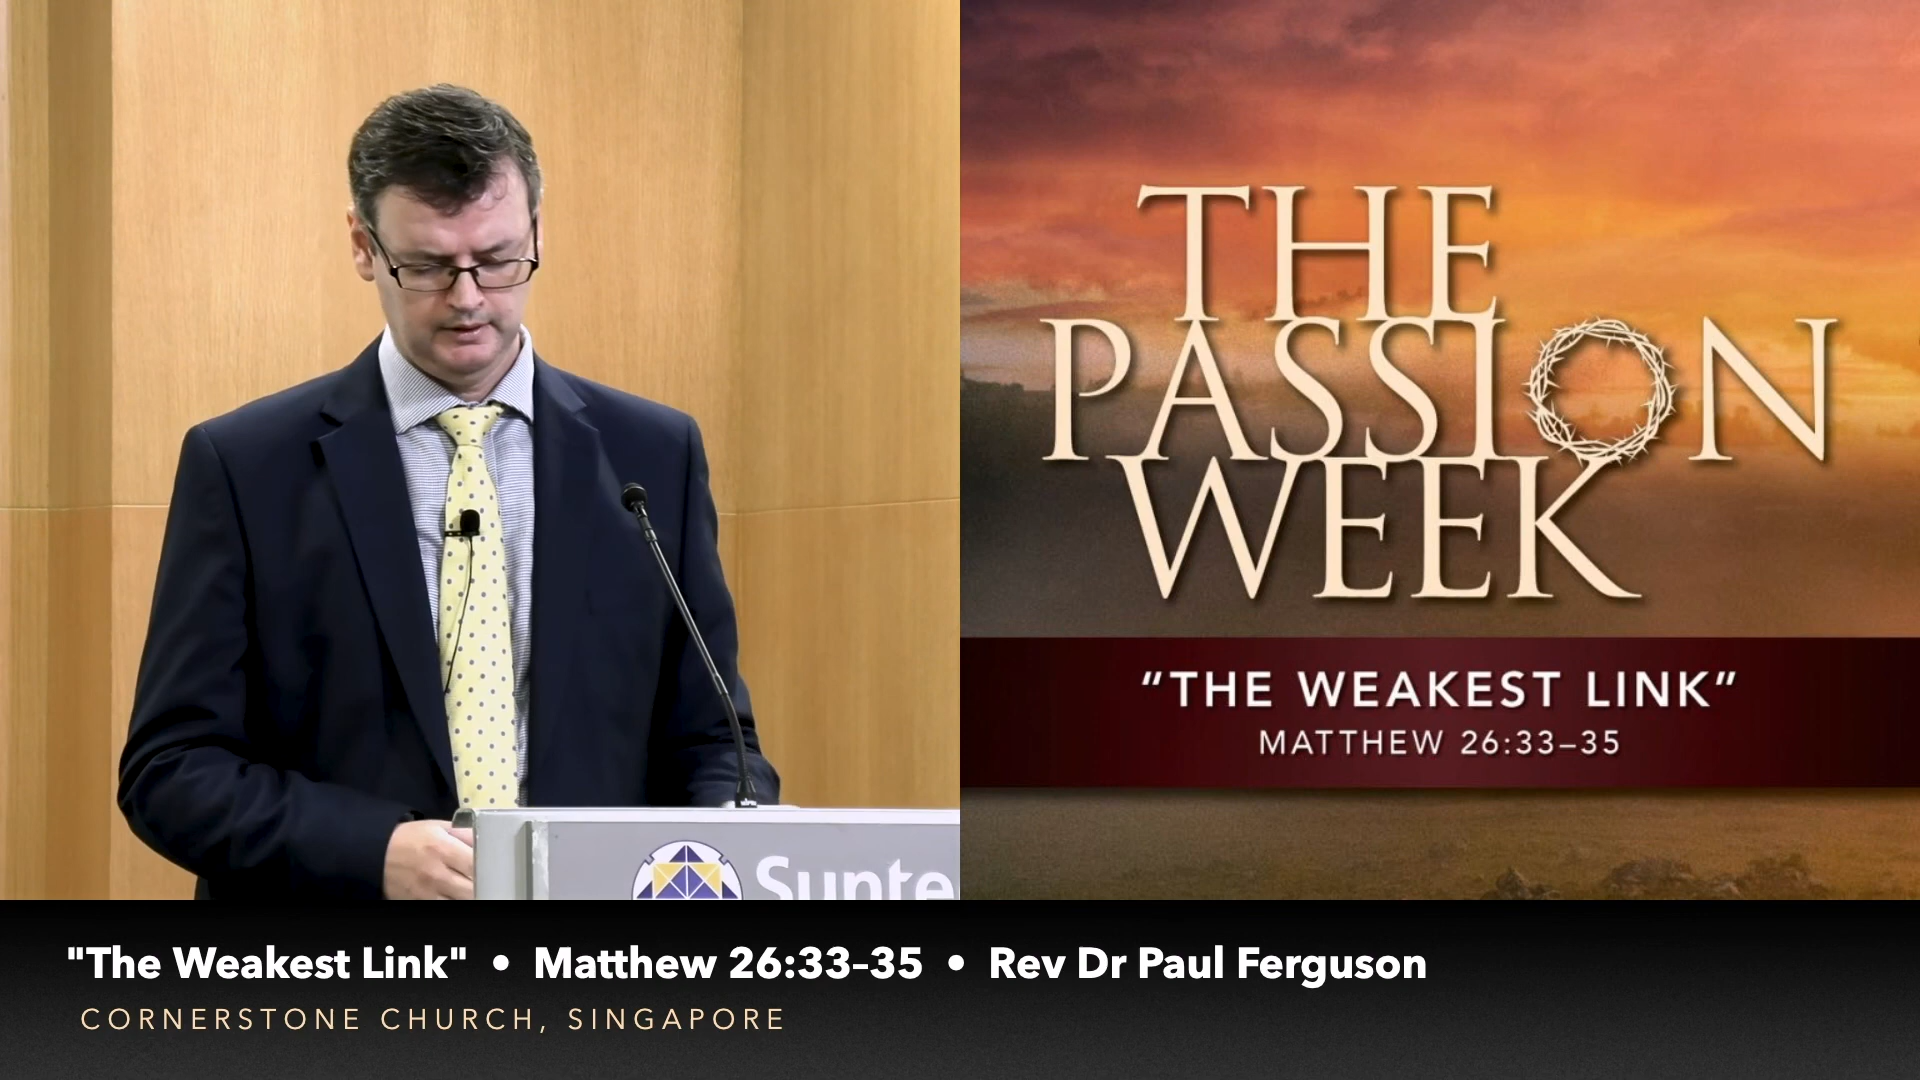 THE
PASSION
WEEK
“THE WEAKEST LINK”
MATTHEW 26:33–35
Sunte
"The Weakest Link" • Matthew 26:33–35 • Rev Dr Paul Ferguson
CORNERSTONE CHURCH, SINGAPORE